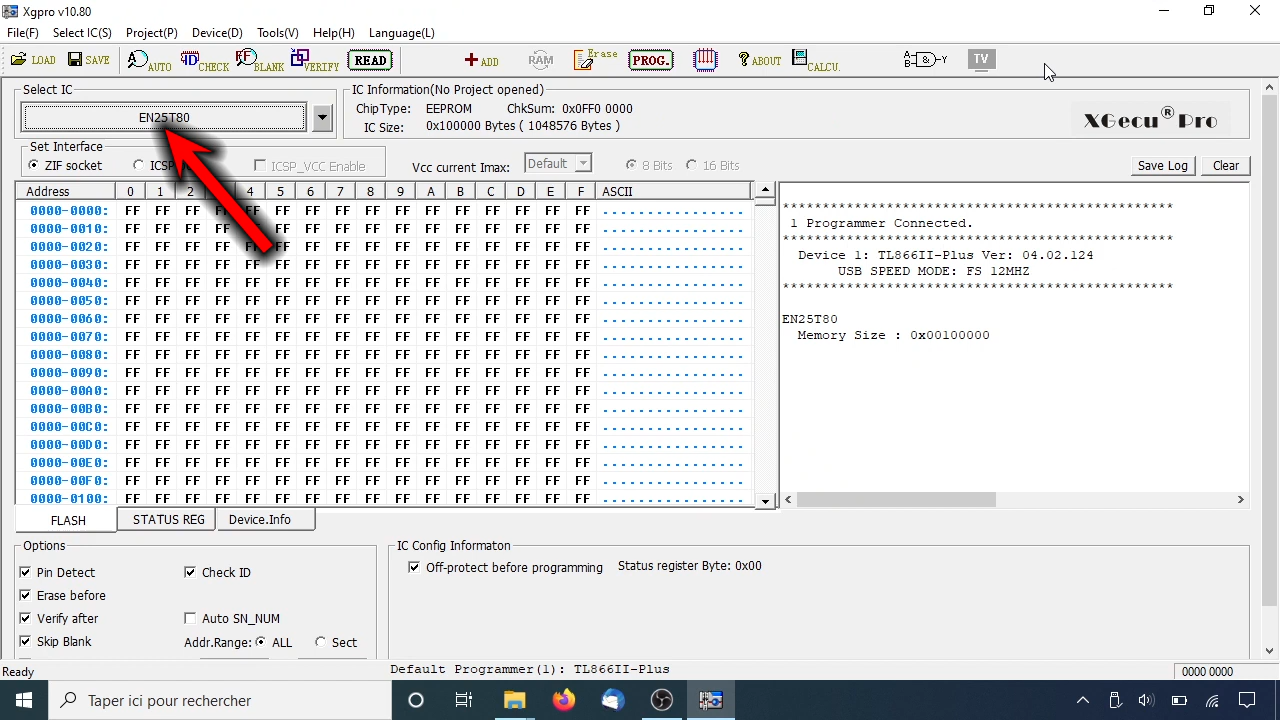 Xgpro v10.80
File(F) Select IC(S) Project(P) Device(D) Tools(V) Help(H) Language(L)
LOAD SAVE AUTO CHECK BLANK VERIFY READ ADD RAM Erase PROG. ABOUT CALCU. TV
Select IC
EN25T80
IC Information(No Project opened)
ChipType: EEPROM ChkSum: 0x0FF0 0000
IC Size: 0x100000 Bytes ( 1048576 Bytes )
XGecu® Pro
Set Interface
ZIF socket ICSP_VCC Enable
Vcc current Imax: Default 8 Bits 16 Bits
Save Log Clear
Address 0 1 2 4 5 6 7 8 9 A B C D E F ASCII
0000-0000: FF FF FF FF FF FF FF FF FF FF FF FF FF FF FF FF ................
0000-0010: FF FF FF FF FF FF FF FF FF FF FF FF FF FF FF ................
0000-0020: FF FF FF FF FF FF FF FF FF FF FF FF FF FF FF ................
0000-0030: FF FF FF FF FF FF FF FF FF FF FF FF FF FF FF FF ................
0000-0040: FF FF FF FF FF FF FF FF FF FF FF FF FF FF FF FF ................
0000-0050: FF FF FF FF FF FF FF FF FF FF FF FF FF FF FF FF ................
0000-0060: FF FF FF FF FF FF FF FF FF FF FF FF FF FF FF FF ................
0000-0070: FF FF FF FF FF FF FF FF FF FF FF FF FF FF FF FF ................
0000-0080: FF FF FF FF FF FF FF FF FF FF FF FF FF FF FF FF ................
0000-0090: FF FF FF FF FF FF FF FF FF FF FF FF FF FF FF FF ................
0000-00A0: FF FF FF FF FF FF FF FF FF FF FF FF FF FF FF FF ................
0000-00B0: FF FF FF FF FF FF FF FF FF FF FF FF FF FF FF FF ................
0000-00C0: FF FF FF FF FF FF FF FF FF FF FF FF FF FF FF FF ................
0000-00D0: FF FF FF FF FF FF FF FF FF FF FF FF FF FF FF FF ................
0000-00E0: FF FF FF FF FF FF FF FF FF FF FF FF FF FF FF FF ................
0000-00F0: FF FF FF FF FF FF FF FF FF FF FF FF FF FF FF FF ................
0000-0100: FF FF FF FF FF FF FF FF FF FF FF FF FF FF FF FF ................
*************************************************
1 Programmer Connected.
*************************************************
Device 1: TL866II-Plus Ver: 04.02.124
USB SPEED MODE: FS 12MHZ
*************************************************
EN25T80
Memory Size : 0x00100000
FLASH STATUS REG Device.Info
Options
Pin Detect Check ID
Erase before
Verify after Auto SN_NUM
Skip Blank Addr.Range: ALL Sect
IC Config Informaton
Off-protect before programming Status register Byte: 0x00
Ready Default Programmer(1): TL866II-Plus 0000 0000
Taper ici pour rechercher